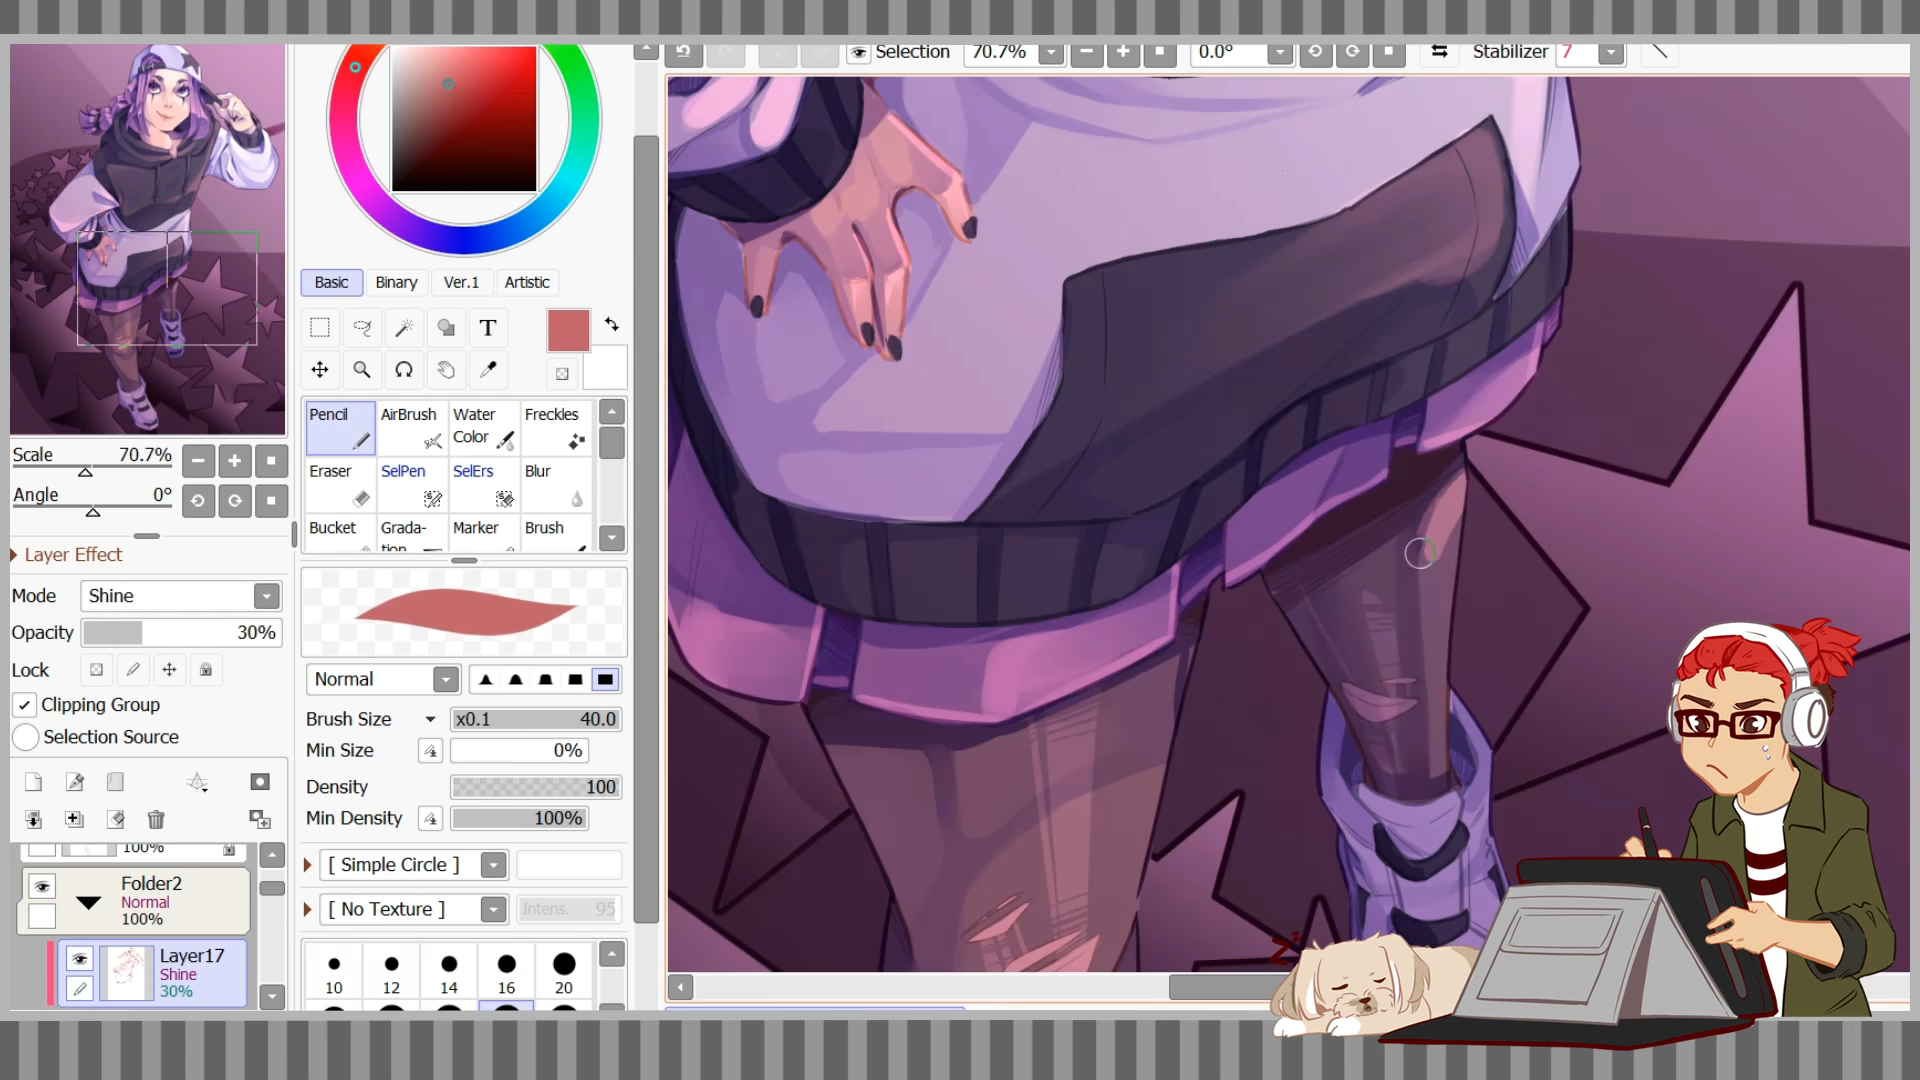 Selection 70.7% 0.0° Stabilizer 7
Basic Binary Ver.1 Artistic
T
Pencil AirBrush Water Color Freckles
Eraser SelPen SelErs Blur
Bucket Grada-tion Marker Brush
Scale 70.7%
Angle 0°
Layer Effect
Mode Shine
Opacity 30%
Lock
Clipping Group
Selection Source
100%
Folder2
Normal
100%
Layer17
Shine
30%
Normal
Brush Size x0.1 40.0
Min Size 0%
Density 100
Min Density 100%
[ Simple Circle ]
[ No Texture ] Intens. 95
10 12 14 16 20
z z